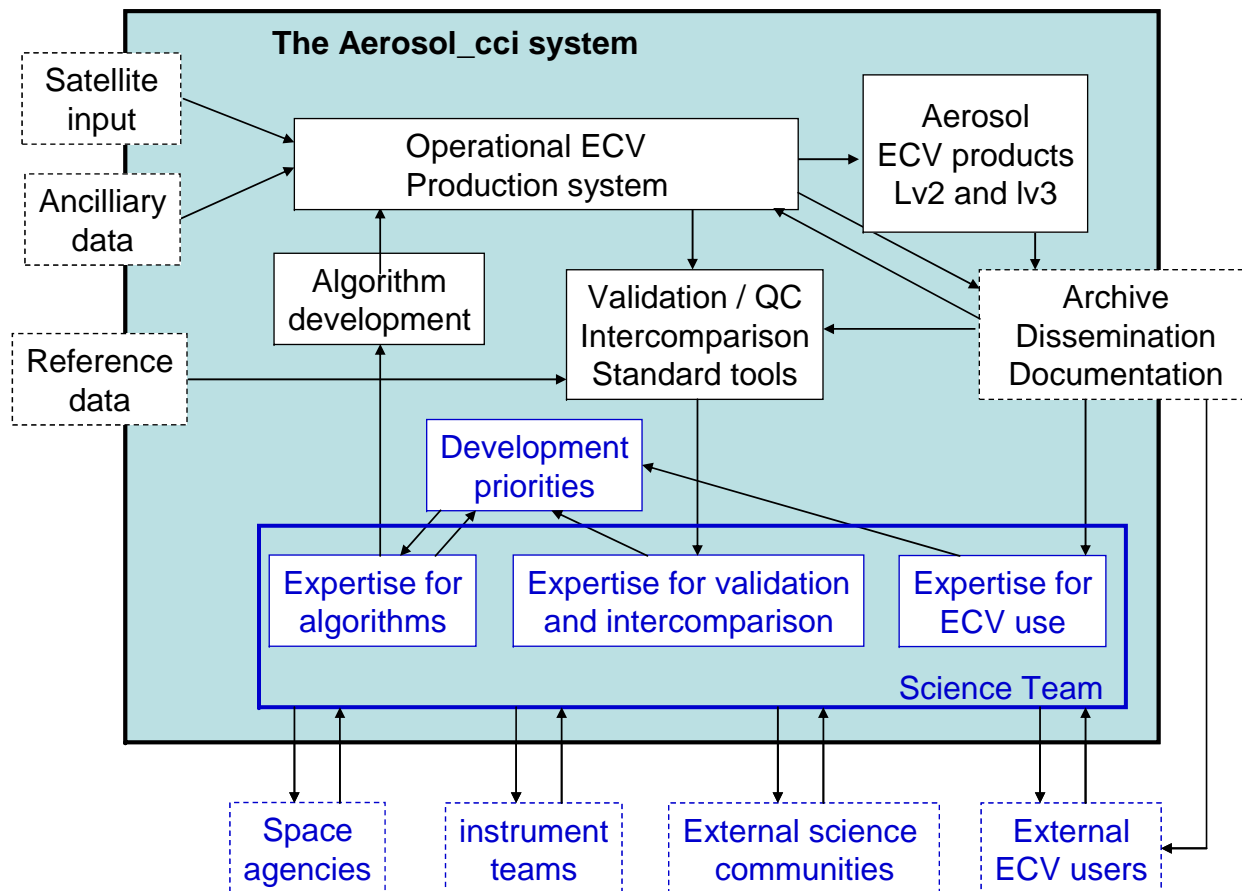 The Aerosol_cci system
Satellite
input
Ancilliary
data
Reference
data
Operational ECV
Production system
Aerosol
ECV products
Lv2 and lv3
Algorithm
development
Validation / QC
Intercomparison
Standard tools
Archive
Dissemination
Documentation
Development
priorities
Expertise for
algorithms
Expertise for validation
and intercomparison
Expertise for
ECV use
Science Team
Space
agencies
instrument
teams
External science
communities
External
ECV users